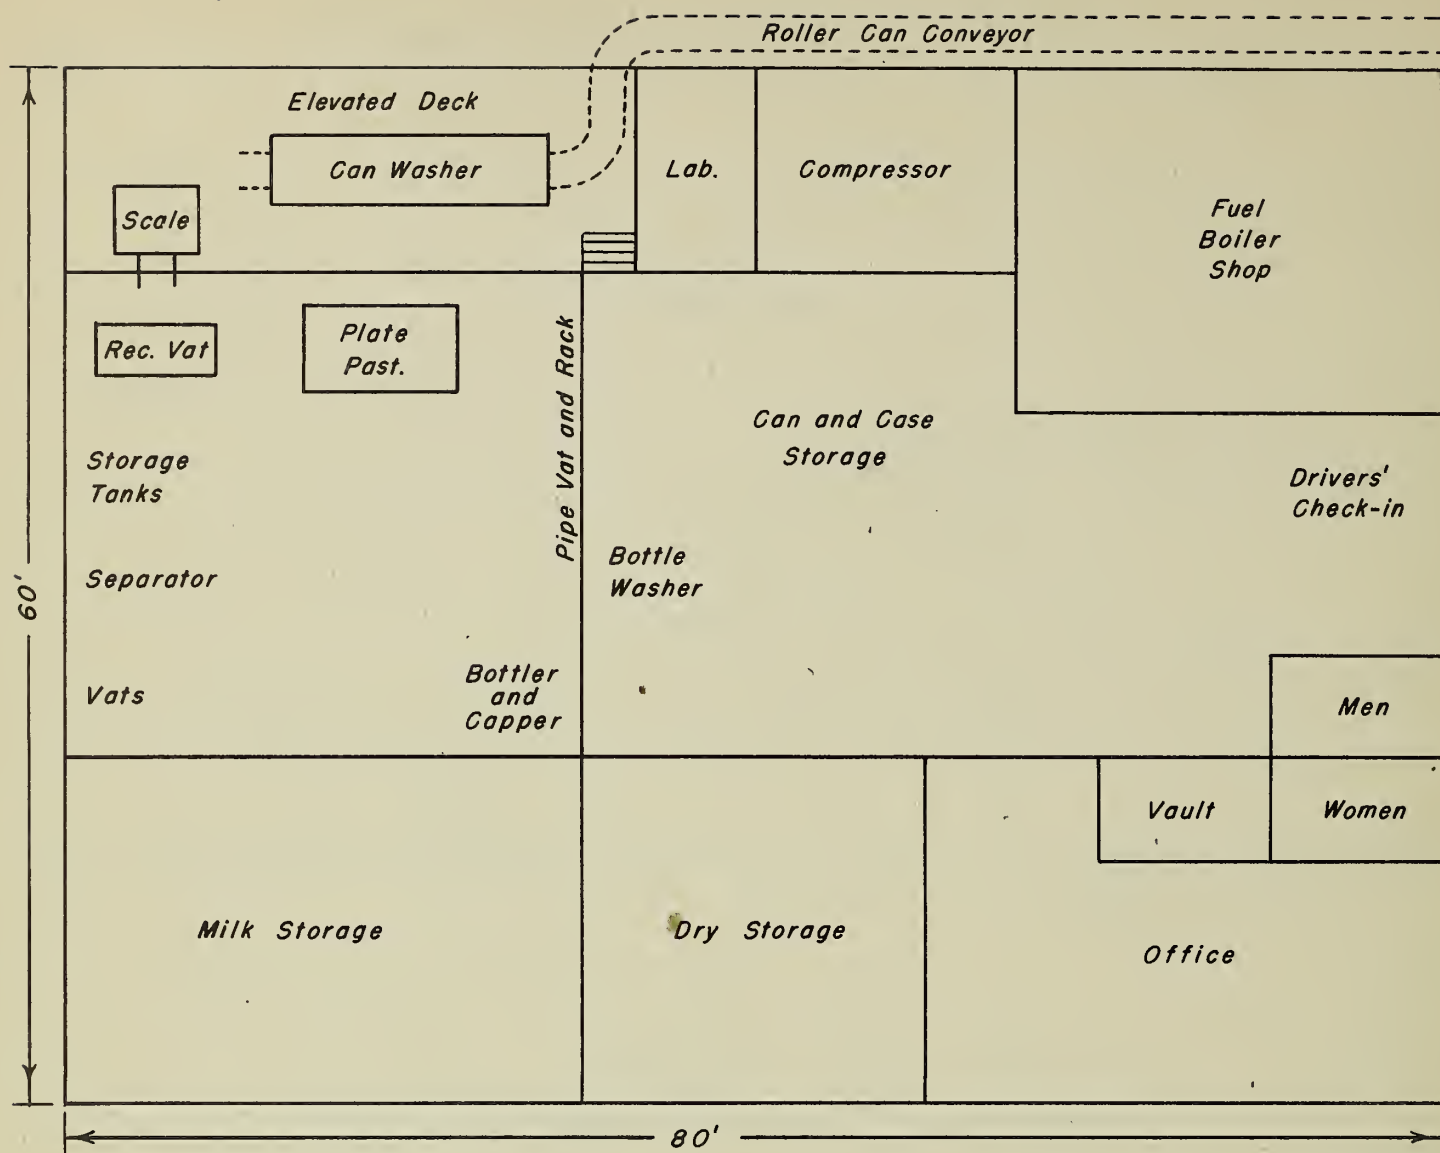 Roller Can Conveyor
Elevated Deck
Can Washer
Lab.
Compressor
Scale
Fuel
Boiler
Shop
Rec. Vat
Plate
Past.
Pipe Vat and Rack
Can and Case
Storage
Storage
Tanks
Drivers'
Check-in
Separator
Bottle
Washer
60'
Vats
Bottler
and
Capper
Men
Vault
Women
Milk Storage
Dry Storage
Office
80'